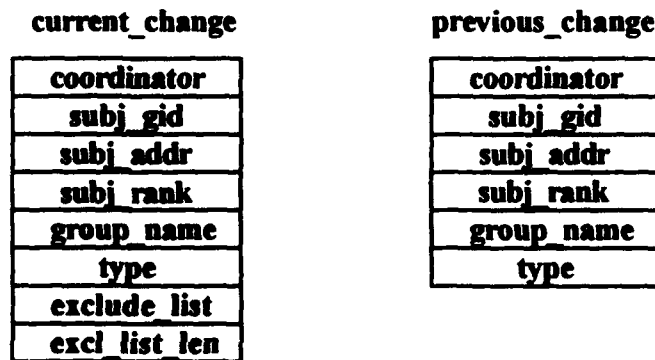 current_change
coordinator
subj_gid
subj_addr
subj_rank
group_name
type
exclude_list
excl_list_len
previous_change
coordinator
subj_gid
subj_addr
subj_rank
group_name
type